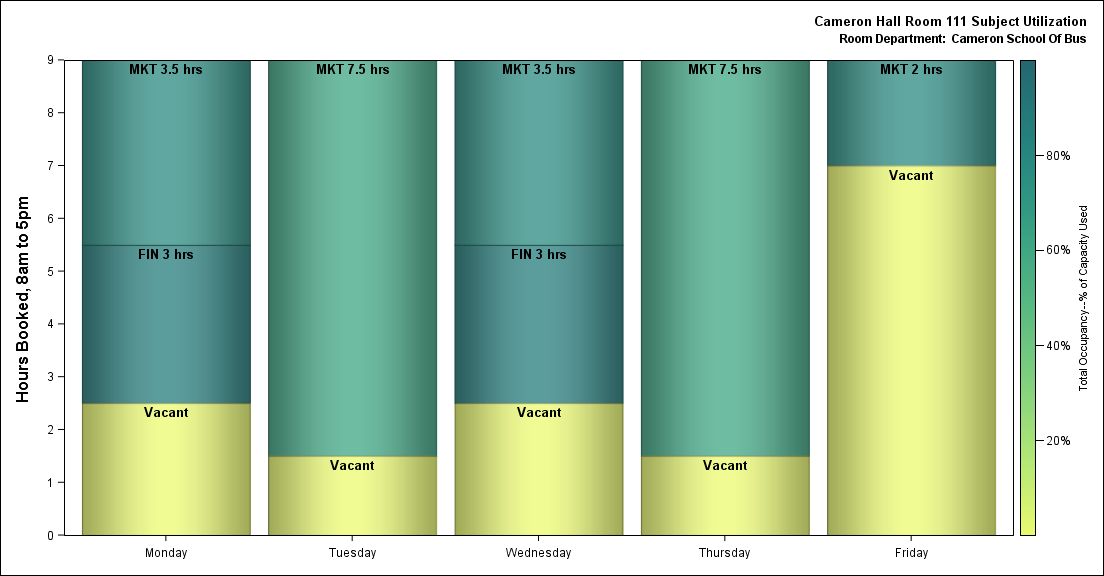 Cameron Hall Room 111 Subject Utilization
Room Department: Cameron School Of Bus
Hours Booked, 8am to 5pm
9
8
7
6
5
4
3
2
1
0
MKT 3.5 hrs
FIN 3 hrs
Vacant
MKT 7.5 hrs
Vacant
MKT 3.5 hrs
FIN 3 hrs
Vacant
MKT 7.5 hrs
Vacant
MKT 2 hrs
Vacant
Monday
Tuesday
Wednesday
Thursday
Friday
80%
60%
40%
20%
Total Occupancy--% of Capacity Used